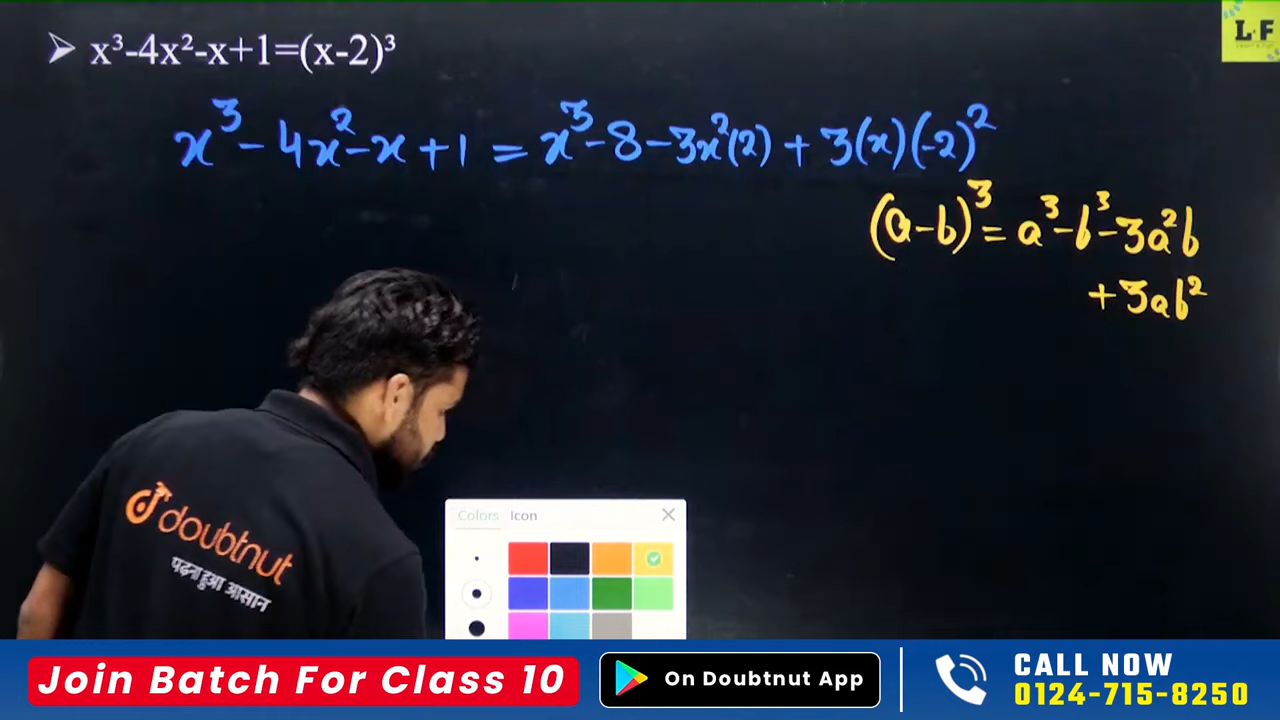 L·F
➤ x³-4x²-x+1=(x-2)³
x³ - 4x² - x + 1 = x³ - 8 - 3x²(2) + 3(x)(-2)²
(a-b)³ = a³ - b³ - 3a²b
+ 3ab²
doubtnut
पढ़ना हुआ आसान
Colors Icon
Join Batch For Class 10
On Doubtnut App
CALL NOW
0124-715-8250